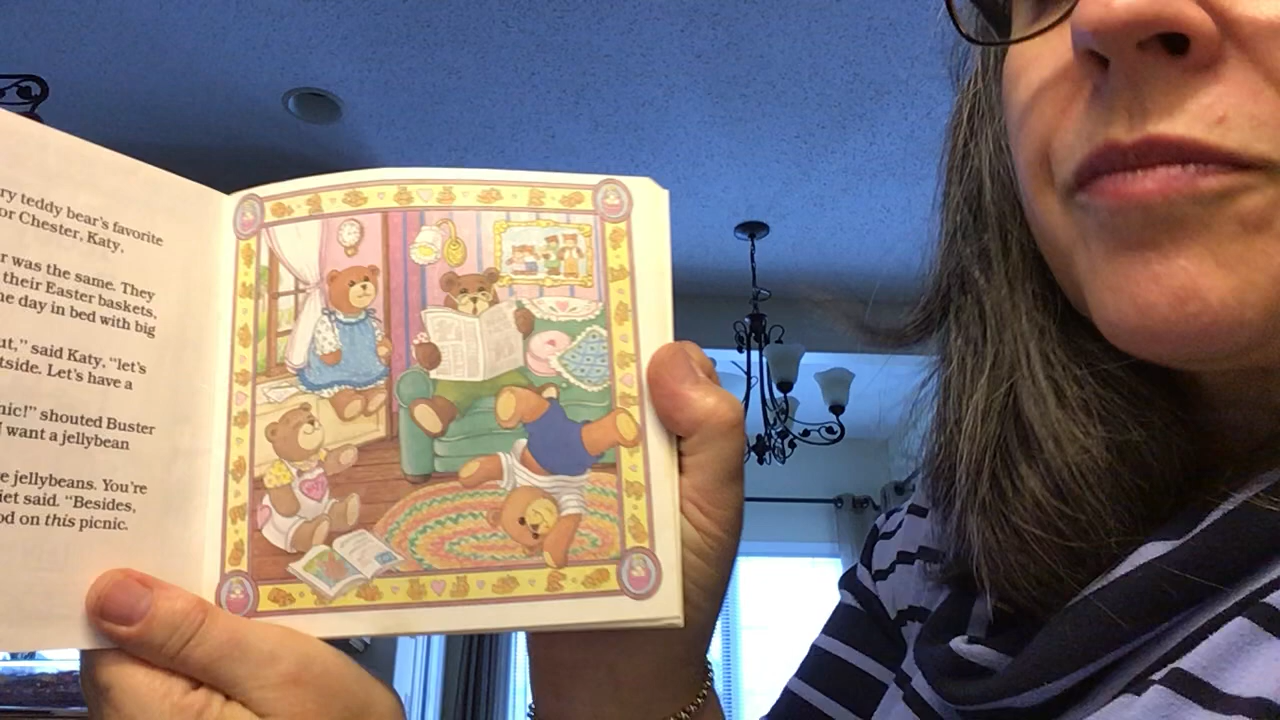 ry teddy bear's favorite
or Chester, Katy,
r was the same. They
their Easter baskets,
e day in bed with big
ut," said Katy, "let's
tside. Let's have a
nic!" shouted Buster
I want a jellybean
e jellybeans. You're
iet said. "Besides,
od on this picnic.